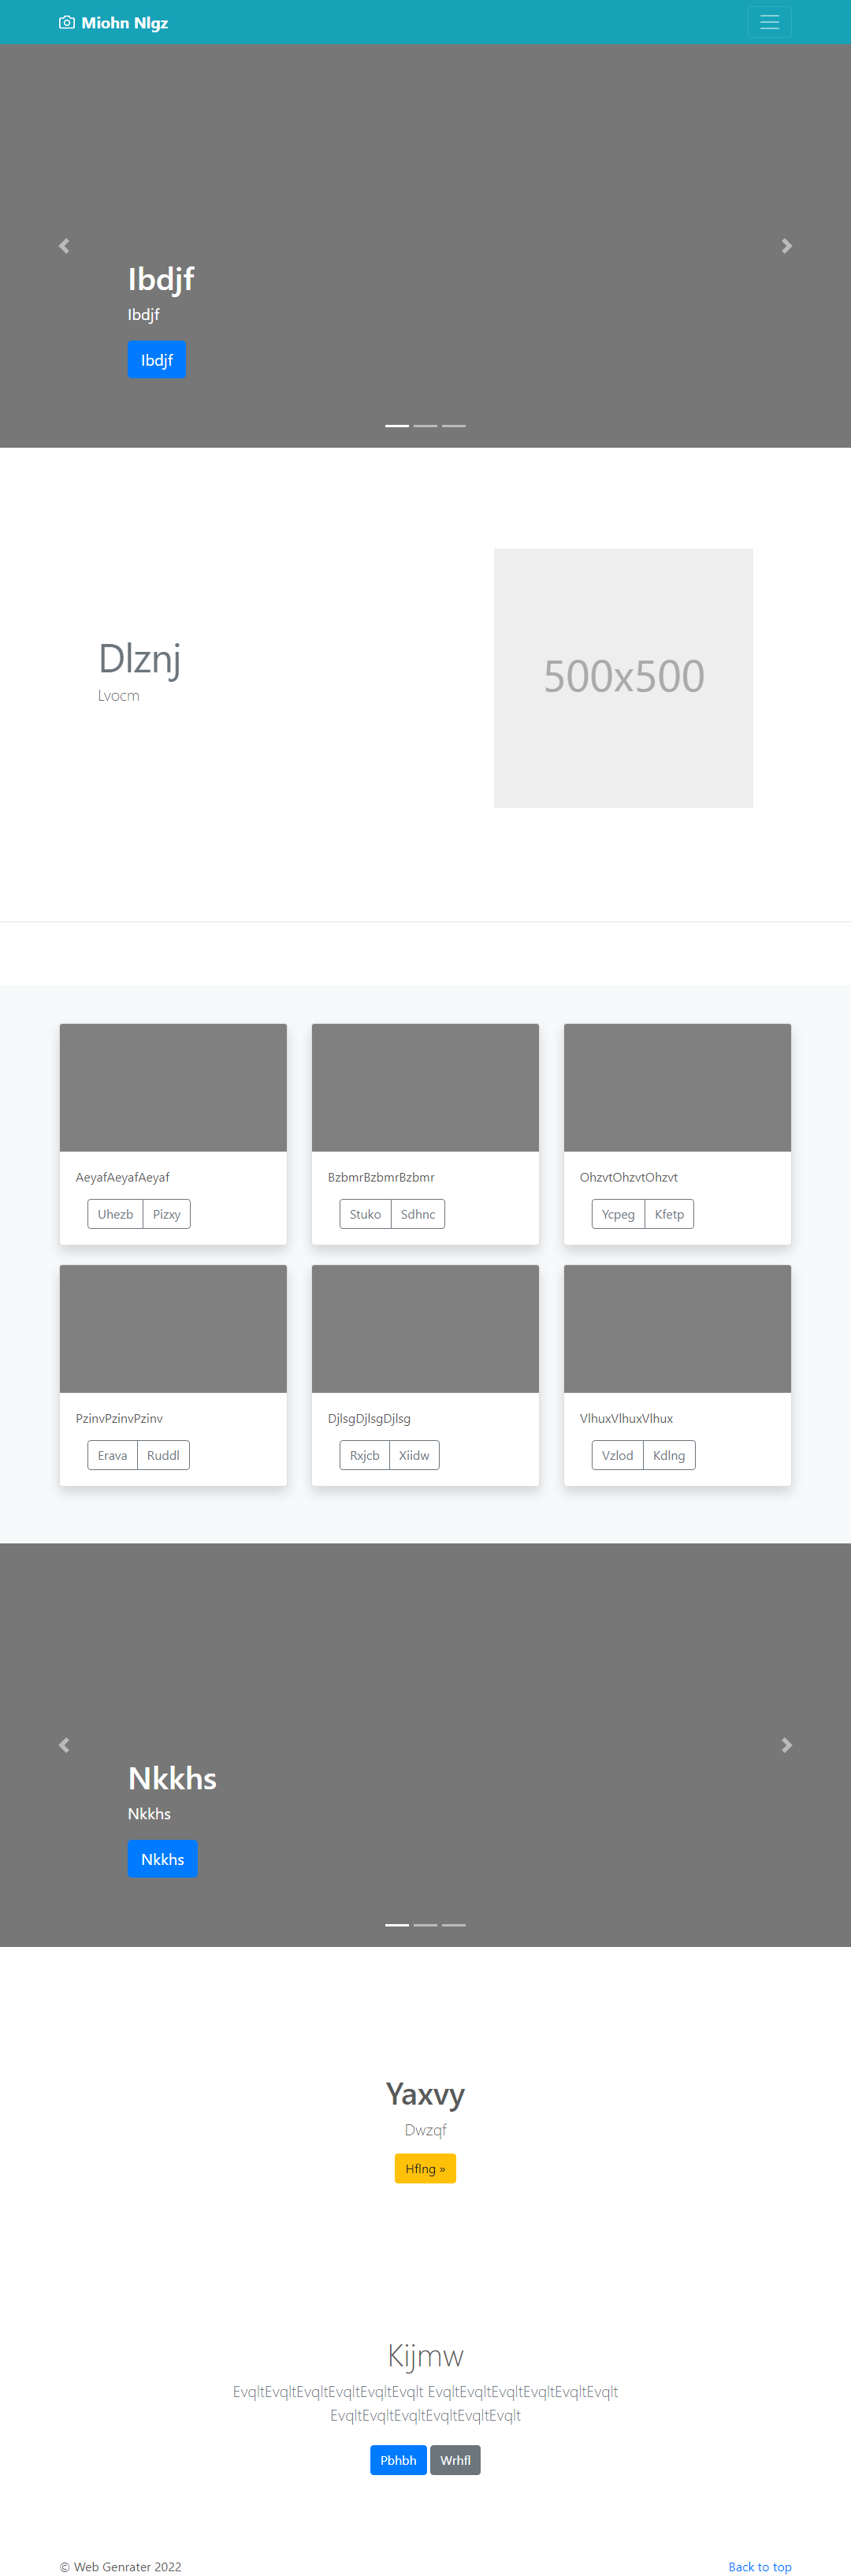 Miohn Nlgz
Ibdjf
Ibdjf
Ibdjf
Dlznj
Lvocm
500x500
AeyafAeyafAeyaf
Uhezb Pizxy
BzbmrBzbmrBzbmr
Stuko Sdhnc
OhzvtOhzvtOhzvt
Ycpeg Kfetp
PzinvPzinvPzinv
Erava Ruddl
DjlsgDjlsgDjlsg
Rxjcb Xiidw
VlhuxVlhuxVlhux
Vzlod Kdlng
Nkkhs
Nkkhs
Nkkhs
Yaxvy
Dwzqf
Hflng »
Kijmw
EvqltEvqltEvqltEvqltEvqltEvqlt EvqltEvqltEvqltEvqltEvqltEvqlt
EvqltEvqltEvqltEvqltEvqltEvqlt
Pbhbh Wrhfl
© Web Genrater 2022 Back to top